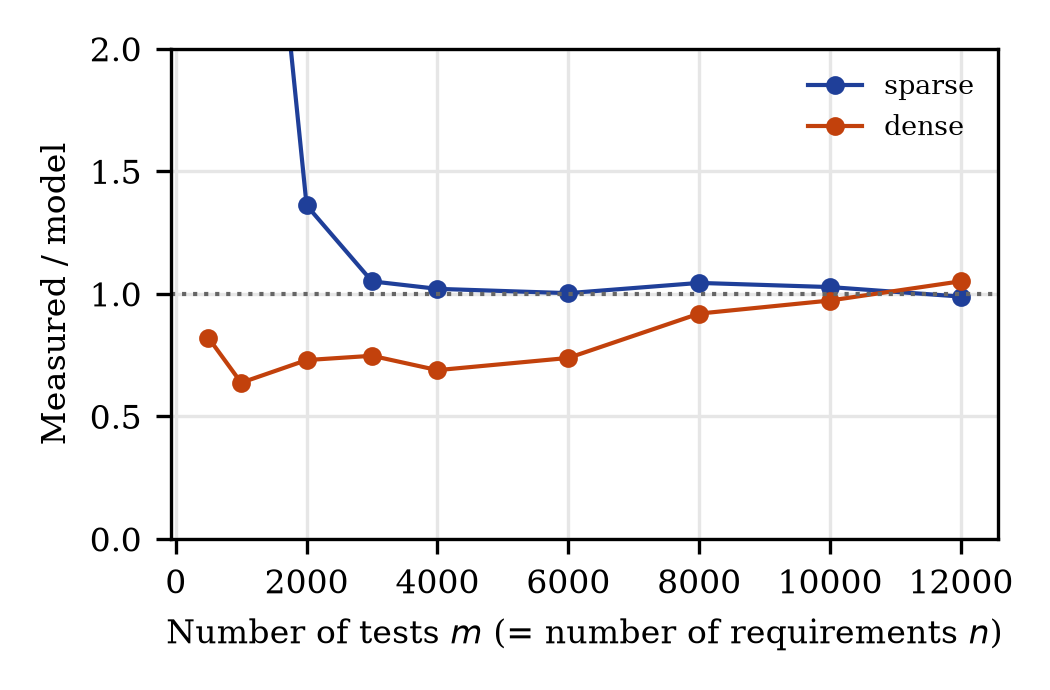 2.0
1.5
1.0
0.5
0.0
Measured / model
sparse
dense
0 2000 4000 6000 8000 10000 12000
Number of tests m (= number of requirements n)